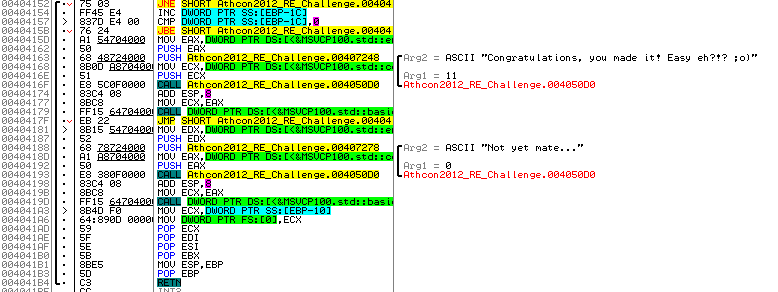 00404152 75 03 JNE SHORT Athcon2012_RE_Challenge.00404
00404154 FF45 E4 INC DWORD PTR SS:[EBP-1C]
00404157 837D E4 00 CMP DWORD PTR SS:[EBP-1C],0
0040415B 76 24 JBE SHORT Athcon2012_RE_Challenge.00404
0040415D A1 54704000 MOV EAX,DWORD PTR DS:[<&MSVCP100.std::e
00404162 50 PUSH EAX
00404163 68 48724000 PUSH Athcon2012_RE_Challenge.00407248 Arg2 = ASCII "Congratulations, you made it! Easy eh?!? ;o)"
00404168 8B0D A8704000 MOV ECX,DWORD PTR DS:[<&MSVCP100.std::c
0040416E 51 PUSH ECX Arg1 = 11
0040416F E8 5C0F0000 CALL Athcon2012_RE_Challenge.004050D0 Athcon2012_RE_Challenge.004050D0
00404174 83C4 08 ADD ESP,8
00404177 8BC8 MOV ECX,EAX
00404179 FF15 64704000 CALL DWORD PTR DS:[<&MSVCP100.std::basi
0040417F EB 22 JMP SHORT Athcon2012_RE_Challenge.00404
00404181 8B15 54704000 MOV EDX,DWORD PTR DS:[<&MSVCP100.std::e
00404187 52 PUSH EDX
00404188 68 78724000 PUSH Athcon2012_RE_Challenge.00407278 Arg2 = ASCII "Not yet mate..."
0040418D A1 A8704000 MOV EAX,DWORD PTR DS:[<&MSVCP100.std::c
00404192 50 PUSH EAX Arg1 = 0
00404193 E8 380F0000 CALL Athcon2012_RE_Challenge.004050D0 Athcon2012_RE_Challenge.004050D0
00404198 83C4 08 ADD ESP,8
0040419B 8BC8 MOV ECX,EAX
0040419D FF15 64704000 CALL DWORD PTR DS:[<&MSVCP100.std::basi
004041A3 8B4D F0 MOV ECX,DWORD PTR SS:[EBP-10]
004041A6 64:890D 00000 MOV DWORD PTR FS:[0],ECX
004041AD 59 POP ECX
004041AE 5F POP EDI
004041AF 5E POP ESI
004041B0 5B POP EBX
004041B1 8BE5 MOV ESP,EBP
004041B3 5D POP EBP
004041B4 C3 RETN